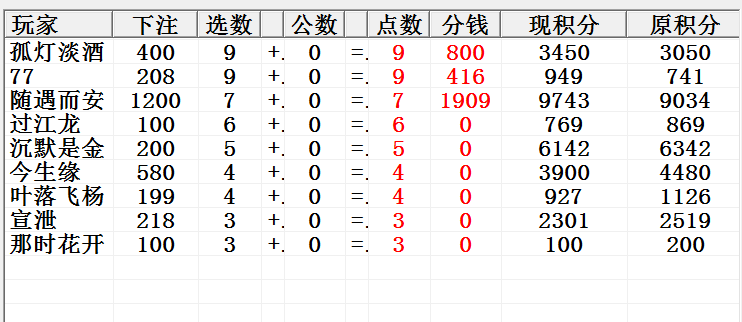 玩家 下注 选数 公数 点数 分钱 现积分 原积分
孤灯淡酒 400 9 +. 0 =. 9 800 3450 3050
77 208 9 +. 0 =. 9 416 949 741
随遇而安 1200 7 +. 0 =. 7 1909 9743 9034
过江龙 100 6 +. 0 =. 6 0 769 869
沉默是金 200 5 +. 0 =. 5 0 6142 6342
今生缘 580 4 +. 0 =. 4 0 3900 4480
叶落飞杨 199 4 +. 0 =. 4 0 927 1126
宣泄 218 3 +. 0 =. 3 0 2301 2519
那时花开 100 3 +. 0 =. 3 0 100 200